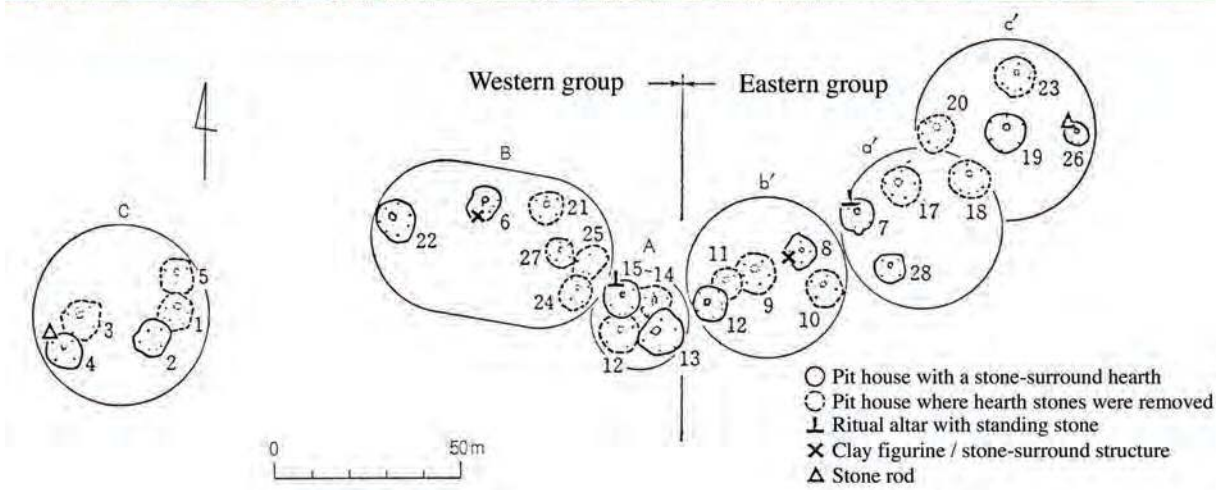 Western group
Eastern group
C
5
1
3
2
4
B
22
6
21
27
25
24
A
15~14
12
13
b'
11
8
9
12
10
a'
7
17
18
28
c'
20
23
19
26
0 50m
Pit house with a stone-surround hearth
Pit house where hearth stones were removed
Ritual altar with standing stone
Clay figurine / stone-surround structure
Stone rod